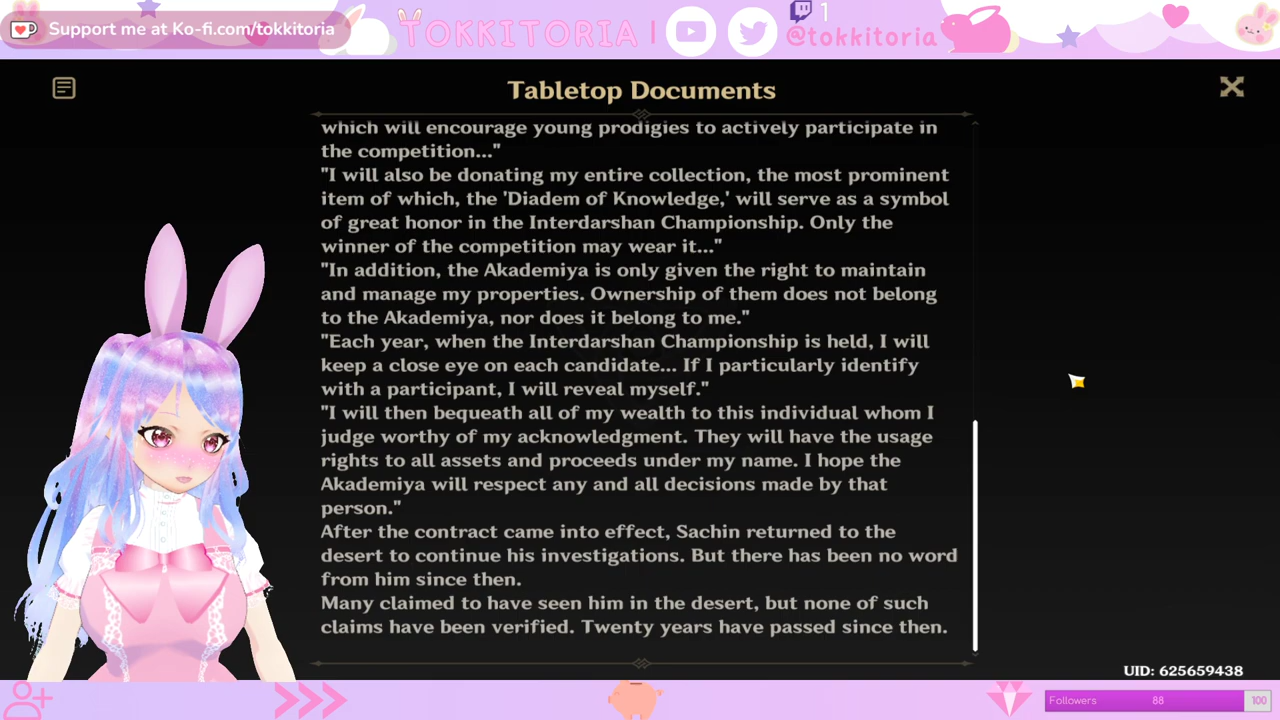 Support me at Ko-fi.com/tokkitoria
TOKKITORIA |
1
@tokkitoria
Tabletop Documents
which will encourage young prodigies to actively participate in
the competition..."
"I will also be donating my entire collection, the most prominent
item of which, the 'Diadem of Knowledge,' will serve as a symbol
of great honor in the Interdarshan Championship. Only the
winner of the competition may wear it..."
"In addition, the Akademiya is only given the right to maintain
and manage my properties. Ownership of them does not belong
to the Akademiya, nor does it belong to me."
"Each year, when the Interdarshan Championship is held, I will
keep a close eye on each candidate... If I particularly identify
with a participant, I will reveal myself."
"I will then bequeath all of my wealth to this individual whom I
judge worthy of my acknowledgment. They will have the usage
rights to all assets and proceeds under my name. I hope the
Akademiya will respect any and all decisions made by that
person."
After the contract came into effect, Sachin returned to the
desert to continue his investigations. But there has been no word
from him since then.
Many claimed to have seen him in the desert, but none of such
claims have been verified. Twenty years have passed since then.
UID: 625659438
Followers 88 100